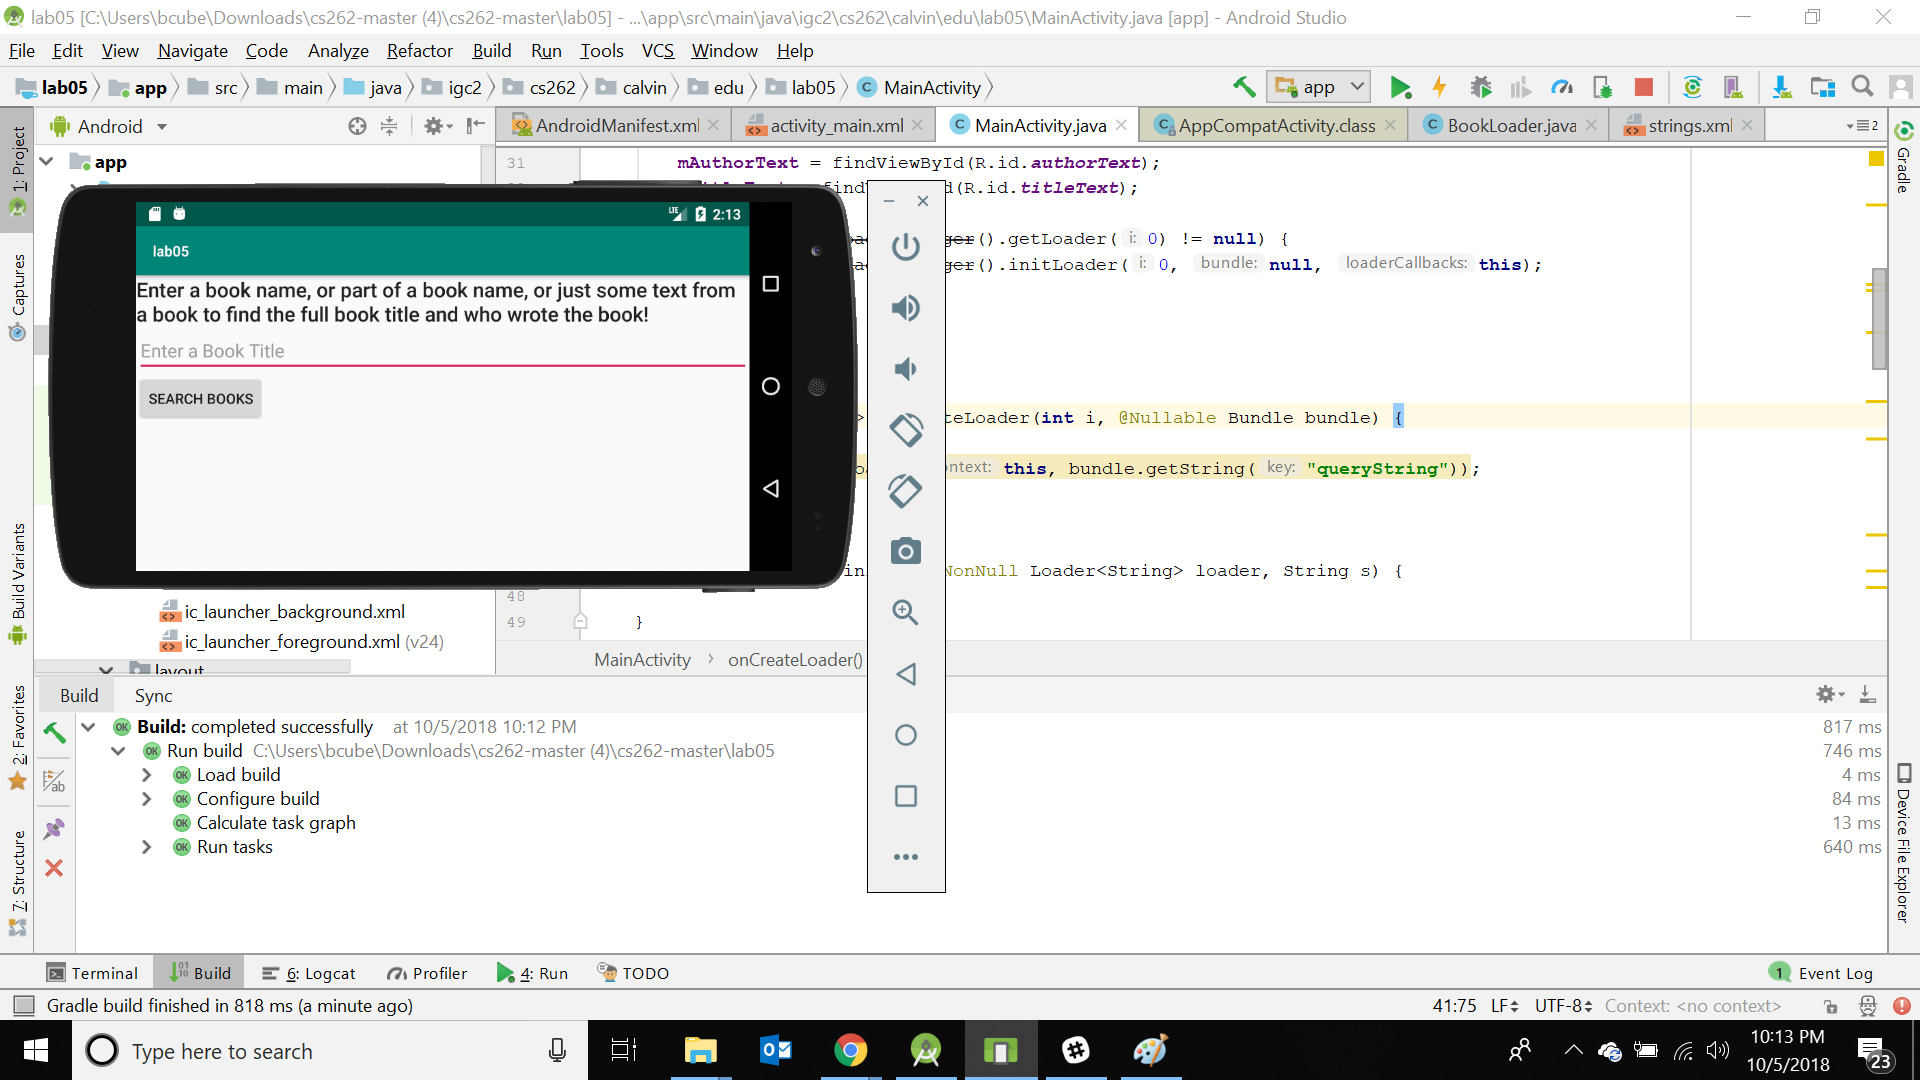 lab05 [C:\Users\bcube\Downloads\cs262-master (4)\cs262-master\lab05] - ...\app\src\main\java\igc2\cs262\calvin\edu\lab05\MainActivity.java [app] - Android Studio
File Edit View Navigate Code Analyze Refactor Build Run Tools VCS Window Help
lab05 app src main java igc2 cs262 calvin edu lab05 MainActivity app
Android AndroidManifest.xml activity_main.xml MainActivity.java AppCompatActivity.class BookLoader.java strings.xml 2
1: Project
Captures
Build Variants
2: Favorites
7: Structure
app
31 mAuthorText = findViewById(R.id.authorText);
d(R.id.titleText);
ger().getLoader( i: 0) != null) {
ger().initLoader( i: 0, bundle: null, loaderCallbacks: this);
teLoader(int i, @Nullable Bundle bundle) {
ntext: this, bundle.getString( key: "queryString"));
NonNull Loader<String> loader, String s) {
48
49 }
LTE 2:13
lab05
Enter a book name, or part of a book name, or just some text from
a book to find the full book title and who wrote the book!
Enter a Book Title
SEARCH BOOKS
ic_launcher_background.xml
ic_launcher_foreground.xml (v24)
layout
MainActivity onCreateLoader()
Build Sync
OK Build: completed successfully at 10/5/2018 10:12 PM 817 ms
OK Run build C:\Users\bcube\Downloads\cs262-master (4)\cs262-master\lab05 746 ms
OK Load build 4 ms
OK Configure build 84 ms
OK Calculate task graph 13 ms
OK Run tasks 640 ms
Gradle
Device File Explorer
Terminal Build 6: Logcat Profiler 4: Run TODO 1 Event Log
Gradle build finished in 818 ms (a minute ago) 41:75 LF UTF-8 Context: <no context>
Type here to search
10:13 PM
10/5/2018
23